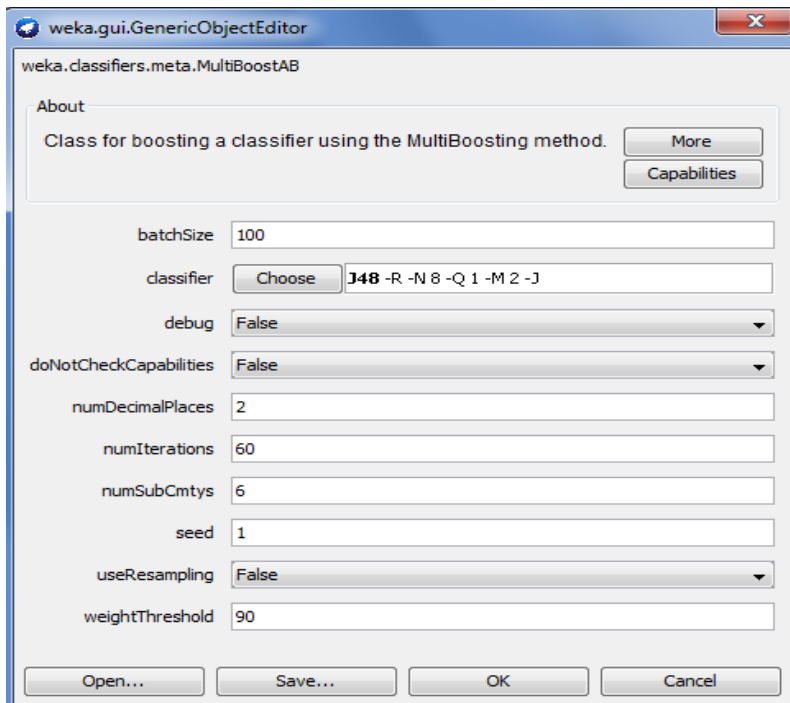 weka.gui.GenericObjectEditor
weka.classifiers.meta.MultiBoostAB
About
Class for boosting a classifier using the MultiBoosting method.
More
Capabilities
batchSize 100
classifier Choose J48 -R -N 8 -Q 1 -M 2 -J
debug False
doNotCheckCapabilities False
numDecimalPlaces 2
numIterations 60
numSubCmtys 6
seed 1
useResampling False
weightThreshold 90
Open... Save... OK Cancel